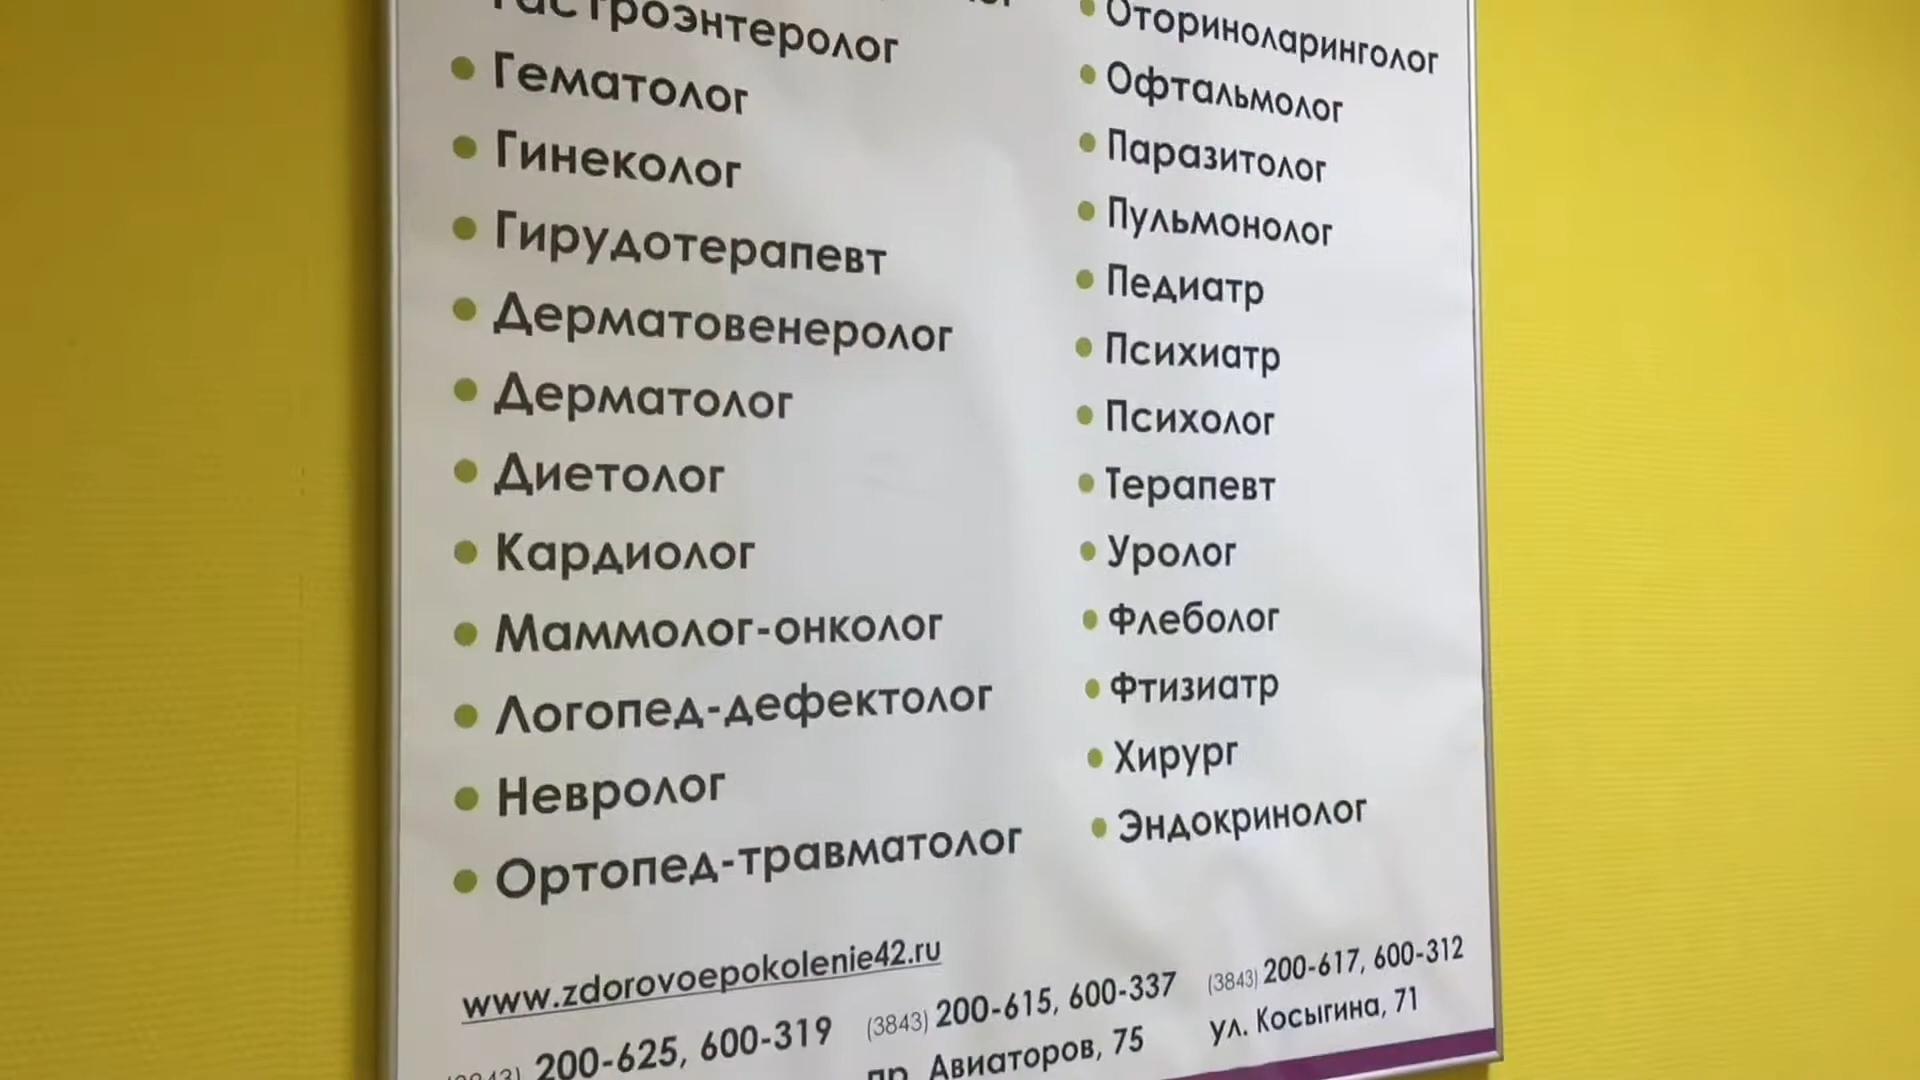 Гастроэнтеролог
Гематолог
Гинеколог
Гирудотерапевт
Дерматовенеролог
Дерматолог
Диетолог
Кардиолог
Маммолог-онколог
Логопед-дефектолог
Невролог
Ортопед-травматолог
Оториноларинголог
Офтальмолог
Паразитолог
Пульмонолог
Педиатр
Психиатр
Психолог
Терапевт
Уролог
Флеболог
Фтизиатр
Хирург
Эндокринолог
www.zdorovoepokolenie42.ru
(3843) 200-625, 600-319
(3843) 200-615, 600-337
пр. Авиаторов, 75
(3843) 200-617, 600-312
ул. Косыгина, 71